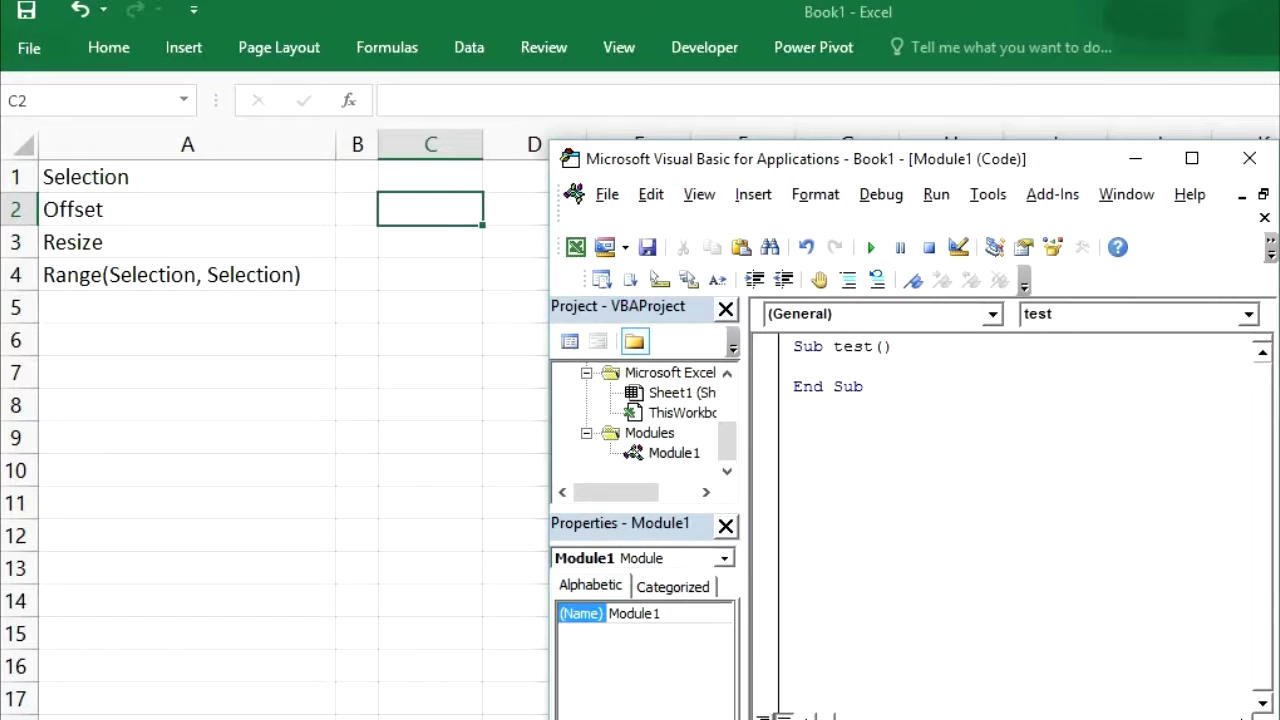 Book1 - Excel
File Home Insert Page Layout Formulas Data Review View Developer Power Pivot Tell me what you want to do...
C2 fx
A B C D
1 Selection
2 Offset
3 Resize
4 Range(Selection, Selection)
5
6
7
8
9
10
11
12
13
14
15
16
17
Microsoft Visual Basic for Applications - Book1 - [Module1 (Code)]
File Edit View Insert Format Debug Run Tools Add-Ins Window Help
Project - VBAProject
Microsoft Excel
Sheet1 (Sh
ThisWorkbo
Modules
Module1
Properties - Module1
Module1 Module
Alphabetic Categorized
(Name) Module1
(General) test
Sub test()
End Sub